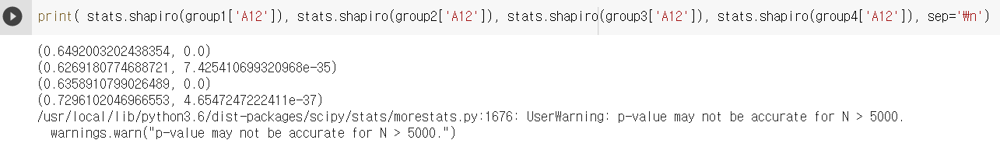 print( stats.shapiro(group1['A12']), stats.shapiro(group2['A12']), stats.shapiro(group3['A12']), stats.shapiro(group4['A12']), sep='₩n')
(0.6492003202438354, 0.0)
(0.6269180774688721, 7.425410699320968e-35)
(0.6358910799026489, 0.0)
(0.7296102046966553, 4.6547247222411e-37)
/usr/local/lib/python3.6/dist-packages/scipy/stats/morestats.py:1676: UserWarning: p-value may not be accurate for N > 5000.
warnings.warn("p-value may not be accurate for N > 5000.")